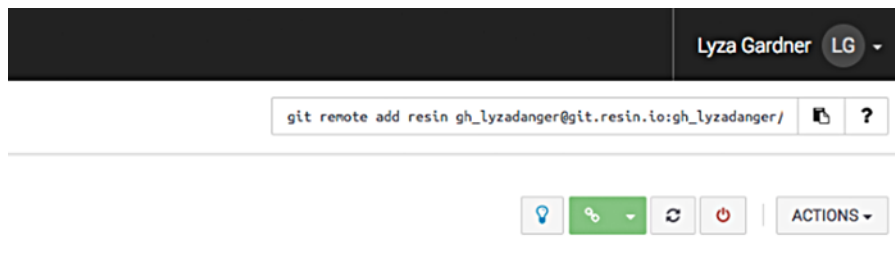 Lyza Gardner LG
git remote add resin gh_lyzadanger@git.resin.io:gh_lyzadanger/ ?
ACTIONS